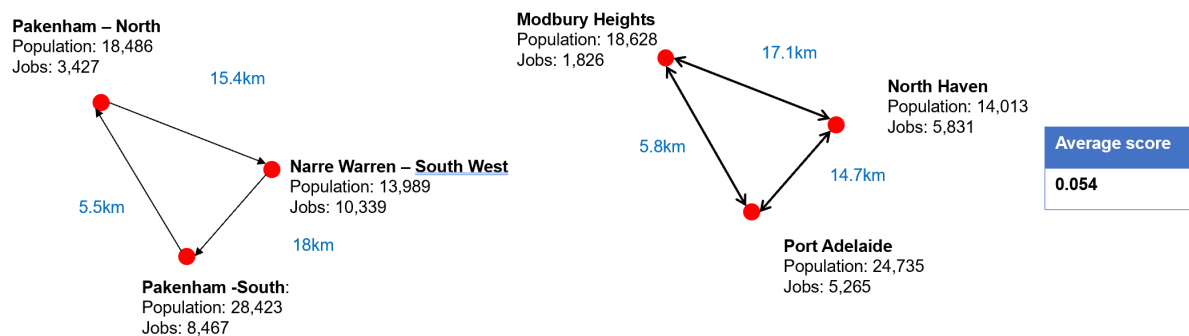 Pakenham – North
Population: 18,486
Jobs: 3,427
15.4km
Narre Warren – South West
Population: 13,989
Jobs: 10,339
5.5km
18km
Pakenham -South:
Population: 28,423
Jobs: 8,467
Modbury Heights
Population: 18,628
Jobs: 1,826
17.1km
North Haven
Population: 14,013
Jobs: 5,831
5.8km
14.7km
Port Adelaide
Population: 24,735
Jobs: 5,265
Average score
0.054